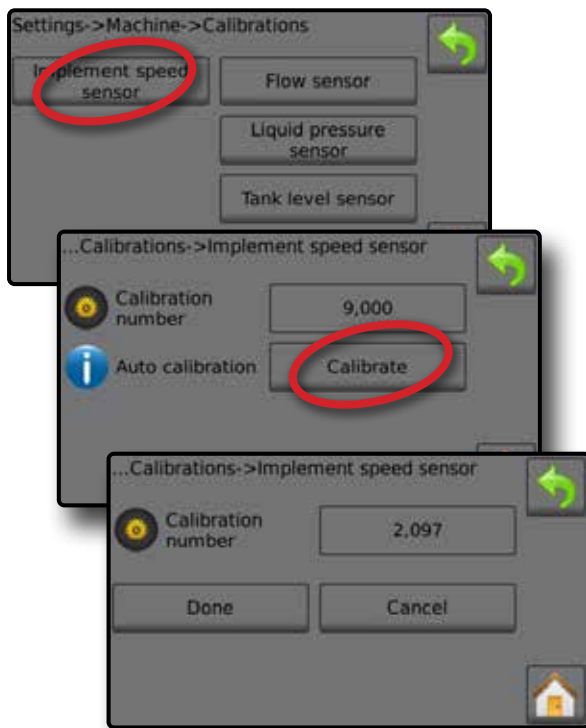 Settings->Machine->Calibrations
Implement speed
sensor
Flow sensor
Liquid pressure
sensor
Tank level sensor
...Calibrations->Implement speed sensor
Calibration
number
9,000
Auto calibration
Calibrate
...Calibrations->Implement speed sensor
Calibration
number
2,097
Done
Cancel